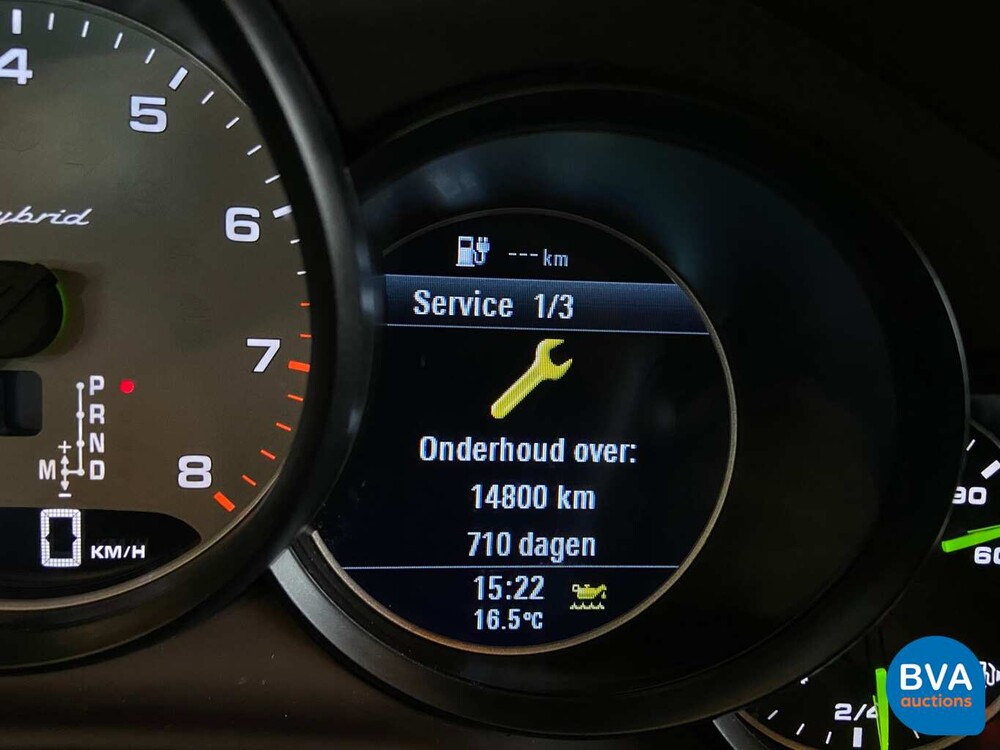 4
5
6
7
8
ybrid
P
R
N
M D
+
-
0 KM/H
--- km
Service 1/3
Onderhoud over:
14800 km
710 dagen
15:22
16.5°C
90
60
2/4
BVA
auctions